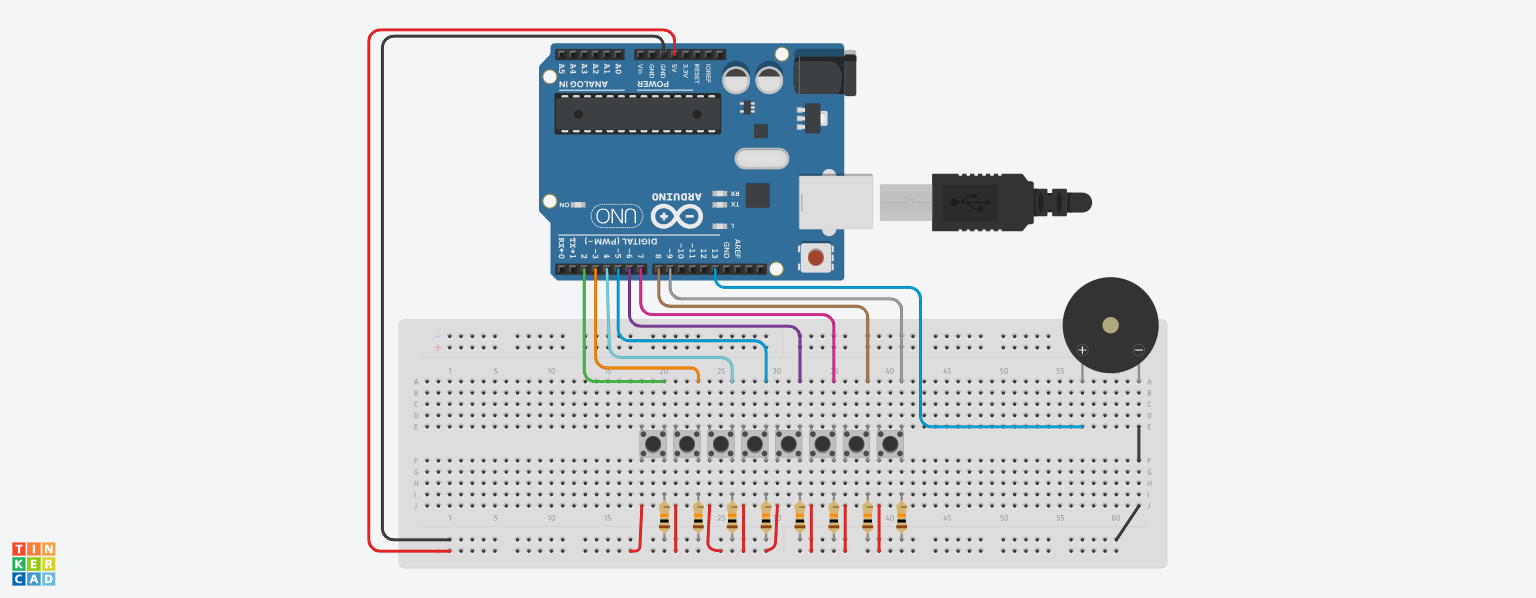 A5 A4 A3 A2 A1 A0 Vin GND GND 5V 3.3V RESET IOREF
ANALOG IN POWER
RX
TX
ARDUINO
ON UNO
L
DIGITAL (PWM~)
RX←0 TX→1 2 ~3 4 ~5 ~6 7 8 ~9 ~10 ~11 12 13 GND AREF
− +
+ −
1 5 10 15 20 25 30 35 40 45 50 55
A A
B B
C C
D D
E E
F F
G G
H H
I I
J J
1 5 10 15 25 30 40 45 50 55 60
TIN
KER
CAD